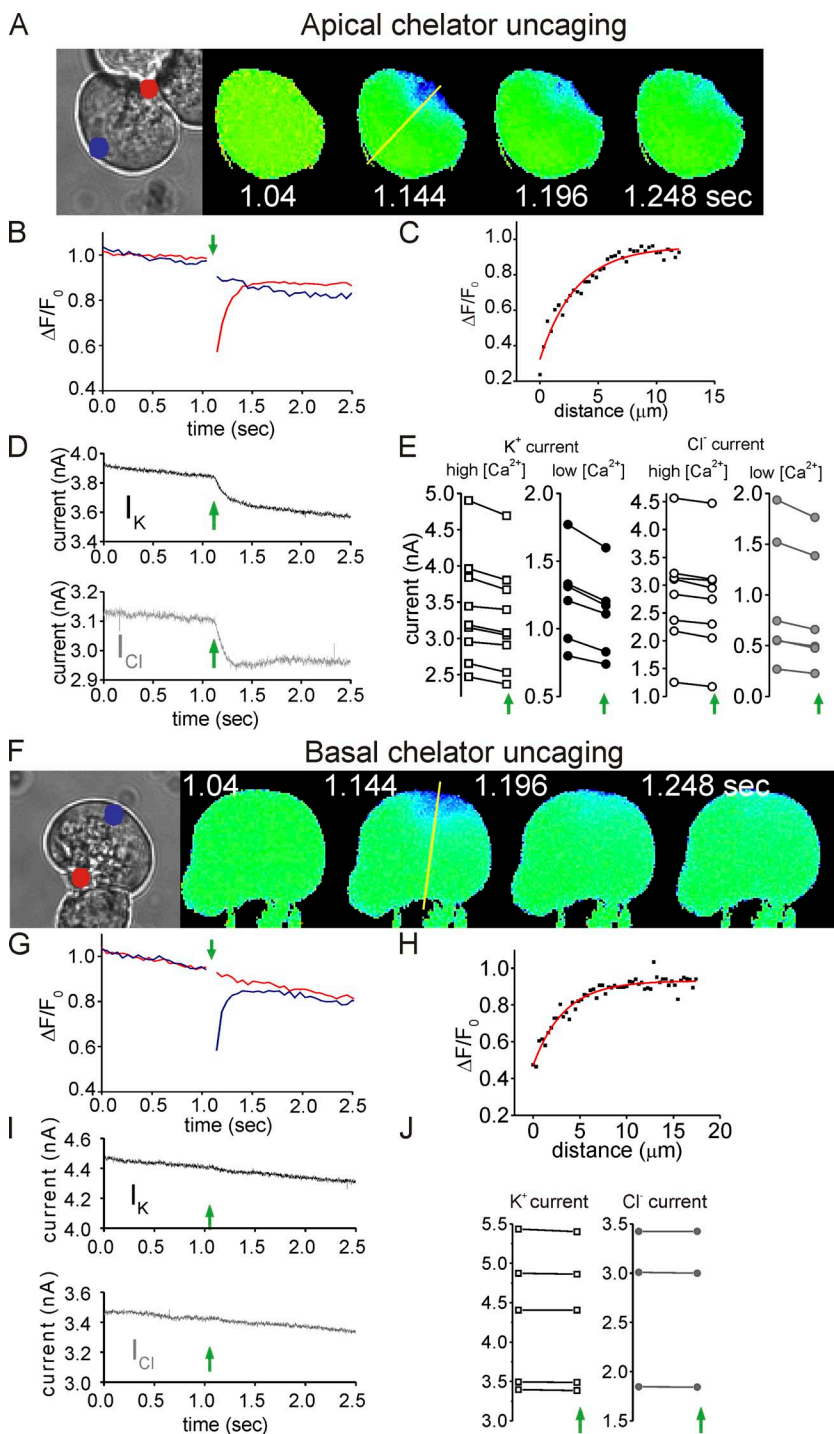 A
Apical chelator uncaging
1.04
1.144
1.196
1.248 sec
B
ΔF/F0
1.0
0.8
0.6
0.4
0.0
0.5
1.0
1.5
2.0
2.5
time (sec)
C
ΔF/F0
1.0
0.8
0.6
0.4
0.2
0
5
10
15
distance (μm)
D
current (nA)
4.0
3.8
3.6
3.4
IK
0.0
0.5
1.0
1.5
2.0
2.5
current (nA)
3.2
3.1
3.0
2.9
ICl
0.0
0.5
1.0
1.5
2.0
2.5
time (sec)
E
K+ current
Cl- current
high [Ca2+]
low [Ca2+]
high [Ca2+]
low [Ca2+]
current (nA)
5.0
4.5
4.0
3.5
3.0
2.5
2.0
1.5
1.0
0.5
4.5
4.0
3.5
3.0
2.5
2.0
1.5
1.0
2.0
1.5
1.0
0.5
0.0
F
Basal chelator uncaging
1.04
1.144
1.196
1.248 sec
G
ΔF/F0
1.0
0.8
0.6
0.4
0.0
0.5
1.0
1.5
2.0
2.5
time (sec)
H
ΔF/F0
1.0
0.8
0.6
0.4
0.2
0
5
10
15
20
distance (μm)
I
current (nA)
4.6
4.4
4.2
4.0
IK
0.0
0.5
1.0
1.5
2.0
2.5
current (nA)
3.6
3.4
3.2
3.0
ICl
0.0
0.5
1.0
1.5
2.0
2.5
time (sec)
J
K+ current
Cl- current
5.5
5.0
4.5
4.0
3.5
3.0
3.5
3.0
2.5
2.0
1.5